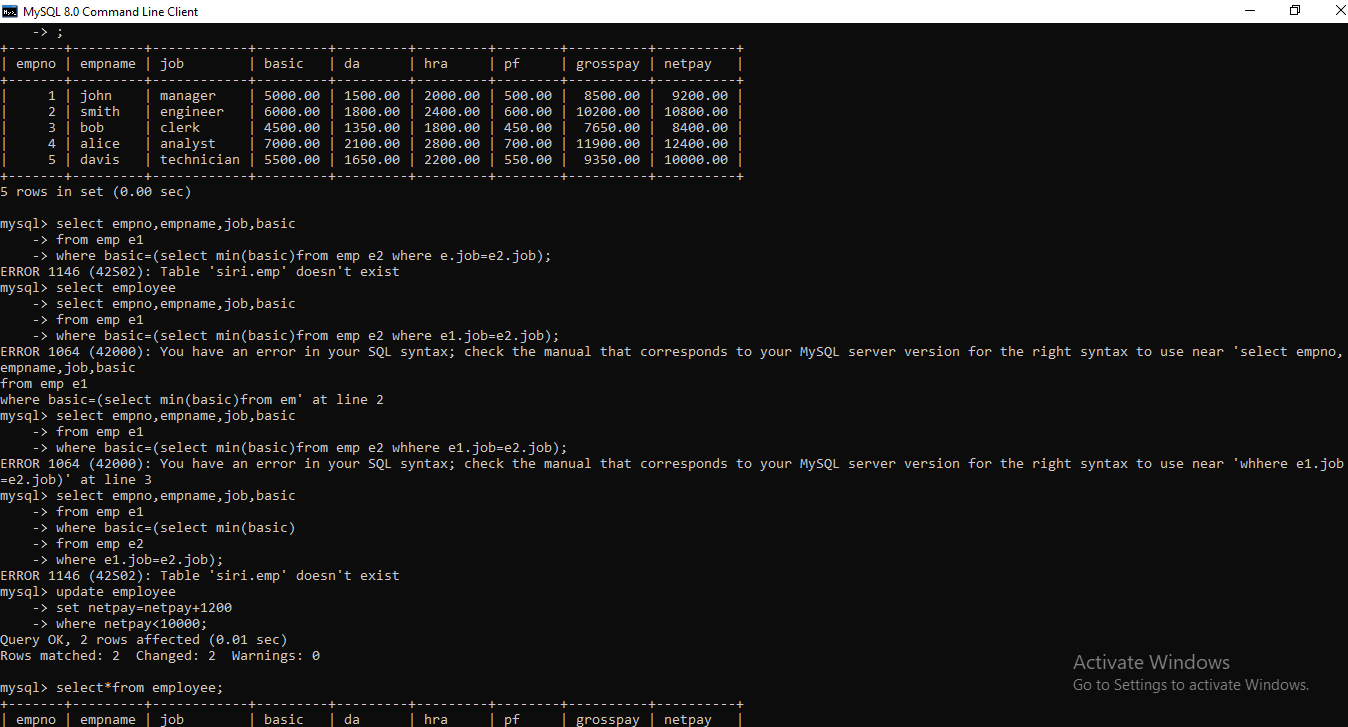 MySQL 8.0 Command Line Client
    -> ;
+-------+---------+------------+---------+---------+---------+--------+----------+----------+
| empno | empname | job        | basic   | da      | hra     | pf     | grosspay | netpay   |
+-------+---------+------------+---------+---------+---------+--------+----------+----------+
|     1 | john    | manager    | 5000.00 | 1500.00 | 2000.00 | 500.00 |  8500.00 |  9200.00 |
|     2 | smith   | engineer   | 6000.00 | 1800.00 | 2400.00 | 600.00 | 10200.00 | 10800.00 |
|     3 | bob     | clerk      | 4500.00 | 1350.00 | 1800.00 | 450.00 |  7650.00 |  8400.00 |
|     4 | alice   | analyst    | 7000.00 | 2100.00 | 2800.00 | 700.00 | 11900.00 | 12400.00 |
|     5 | davis   | technician | 5500.00 | 1650.00 | 2200.00 | 550.00 |  9350.00 | 10000.00 |
+-------+---------+------------+---------+---------+---------+--------+----------+----------+
5 rows in set (0.00 sec)
mysql> select empno,empname,job,basic
    -> from emp e1
    -> where basic=(select min(basic)from emp e2 where e.job=e2.job);
ERROR 1146 (42S02): Table 'siri.emp' doesn't exist
mysql> select employee
    -> select empno,empname,job,basic
    -> from emp e1
    -> where basic=(select min(basic)from emp e2 where e1.job=e2.job);
ERROR 1064 (42000): You have an error in your SQL syntax; check the manual that corresponds to your MySQL server version for the right syntax to use near 'select empno,
empname,job,basic
from emp e1
where basic=(select min(basic)from em' at line 2
mysql> select empno,empname,job,basic
    -> from emp e1
    -> where basic=(select min(basic)from emp e2 whhere e1.job=e2.job);
ERROR 1064 (42000): You have an error in your SQL syntax; check the manual that corresponds to your MySQL server version for the right syntax to use near 'whhere e1.job
=e2.job)' at line 3
mysql> select empno,empname,job,basic
    -> from emp e1
    -> where basic=(select min(basic)
    -> from emp e2
    -> where e1.job=e2.job);
ERROR 1146 (42S02): Table 'siri.emp' doesn't exist
mysql> update employee
    -> set netpay=netpay+1200
    -> where netpay<10000;
Query OK, 2 rows affected (0.01 sec)
Rows matched: 2  Changed: 2  Warnings: 0
mysql> select*from employee;
+-------+---------+------------+---------+---------+---------+--------+----------+----------+
| empno | empname | job        | basic   | da      | hra     | pf     | grosspay | netpay   |
Activate Windows
Go to Settings to activate Windows.